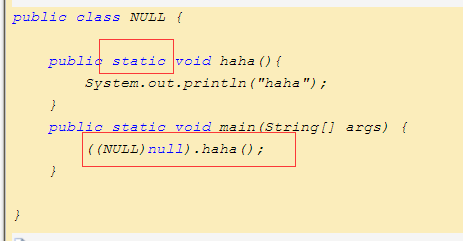 public class NULL {
public static void haha(){
System.out.println("haha");
}
public static void main(String[] args) {
((NULL)null).haha();
}
}